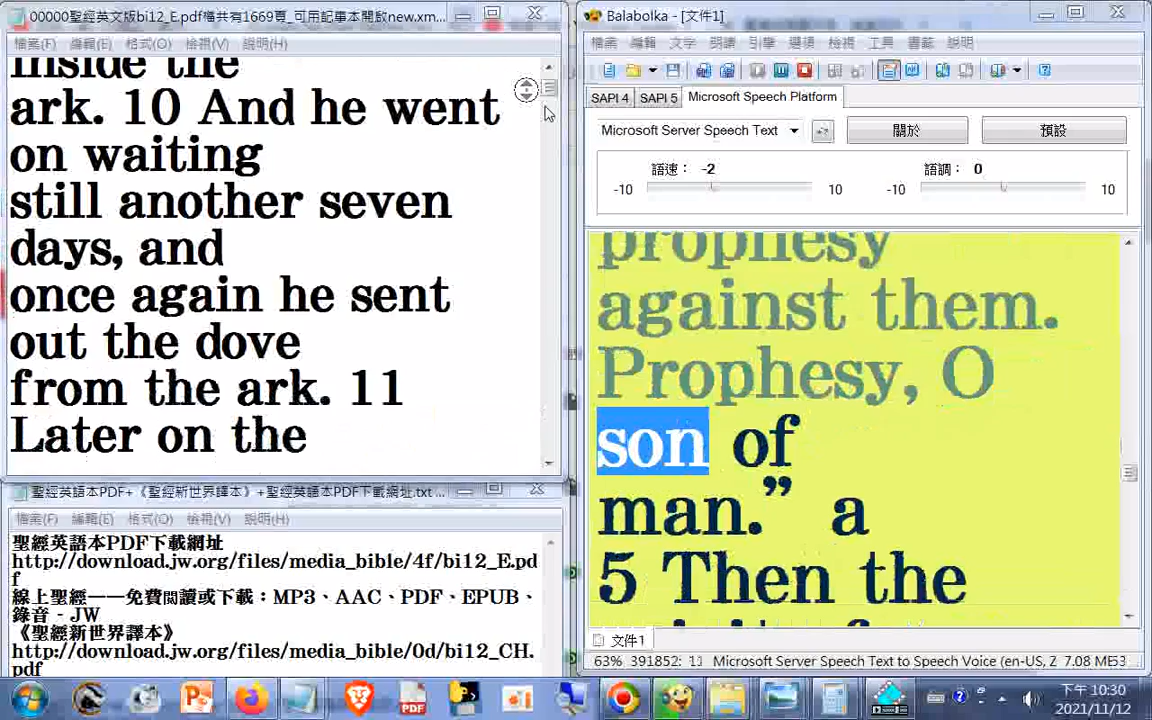 00000聖經英文版bi12_E.pdf檔共有1669頁_可用記事本開啟new.xm...
檔案(F) 編輯(E) 格式(O) 檢視(V) 說明(H)
inside the
ark. 10 And he went
on waiting
still another seven
days, and
once again he sent
out the dove
from the ark. 11
Later on the
聖經英語本PDF+《聖經新世界譯本》+聖經英語本PDF下載網址.txt ...
檔案(F) 編輯(E) 格式(O) 檢視(V) 說明(H)
聖經英語本PDF下載網址
http://download.jw.org/files/media_bible/4f/bi12_E.pd
f
線上聖經——免費閱讀或下載：MP3、AAC、PDF、EPUB、
錄音 - JW
《聖經新世界譯本》
http://download.jw.org/files/media_bible/0d/bi12_CH.
pdf
Balabolka - [文件1]
檔案 編輯 文字 朗讀 引擎 選項 檢視 工具 書籤 說明
SAPI 4 SAPI 5 Microsoft Speech Platform
Microsoft Server Speech Text 關於 預設
語速： -2 語調： 0
-10 10 -10 10
prophesy
against them.
Prophesy, O
son of
man.” a
5 Then the
文件1
63% 391852: 11 Microsoft Server Speech Text to Speech Voice (en-US, Z 7.08 ME53
PDF
下午 10:30
2021/11/12